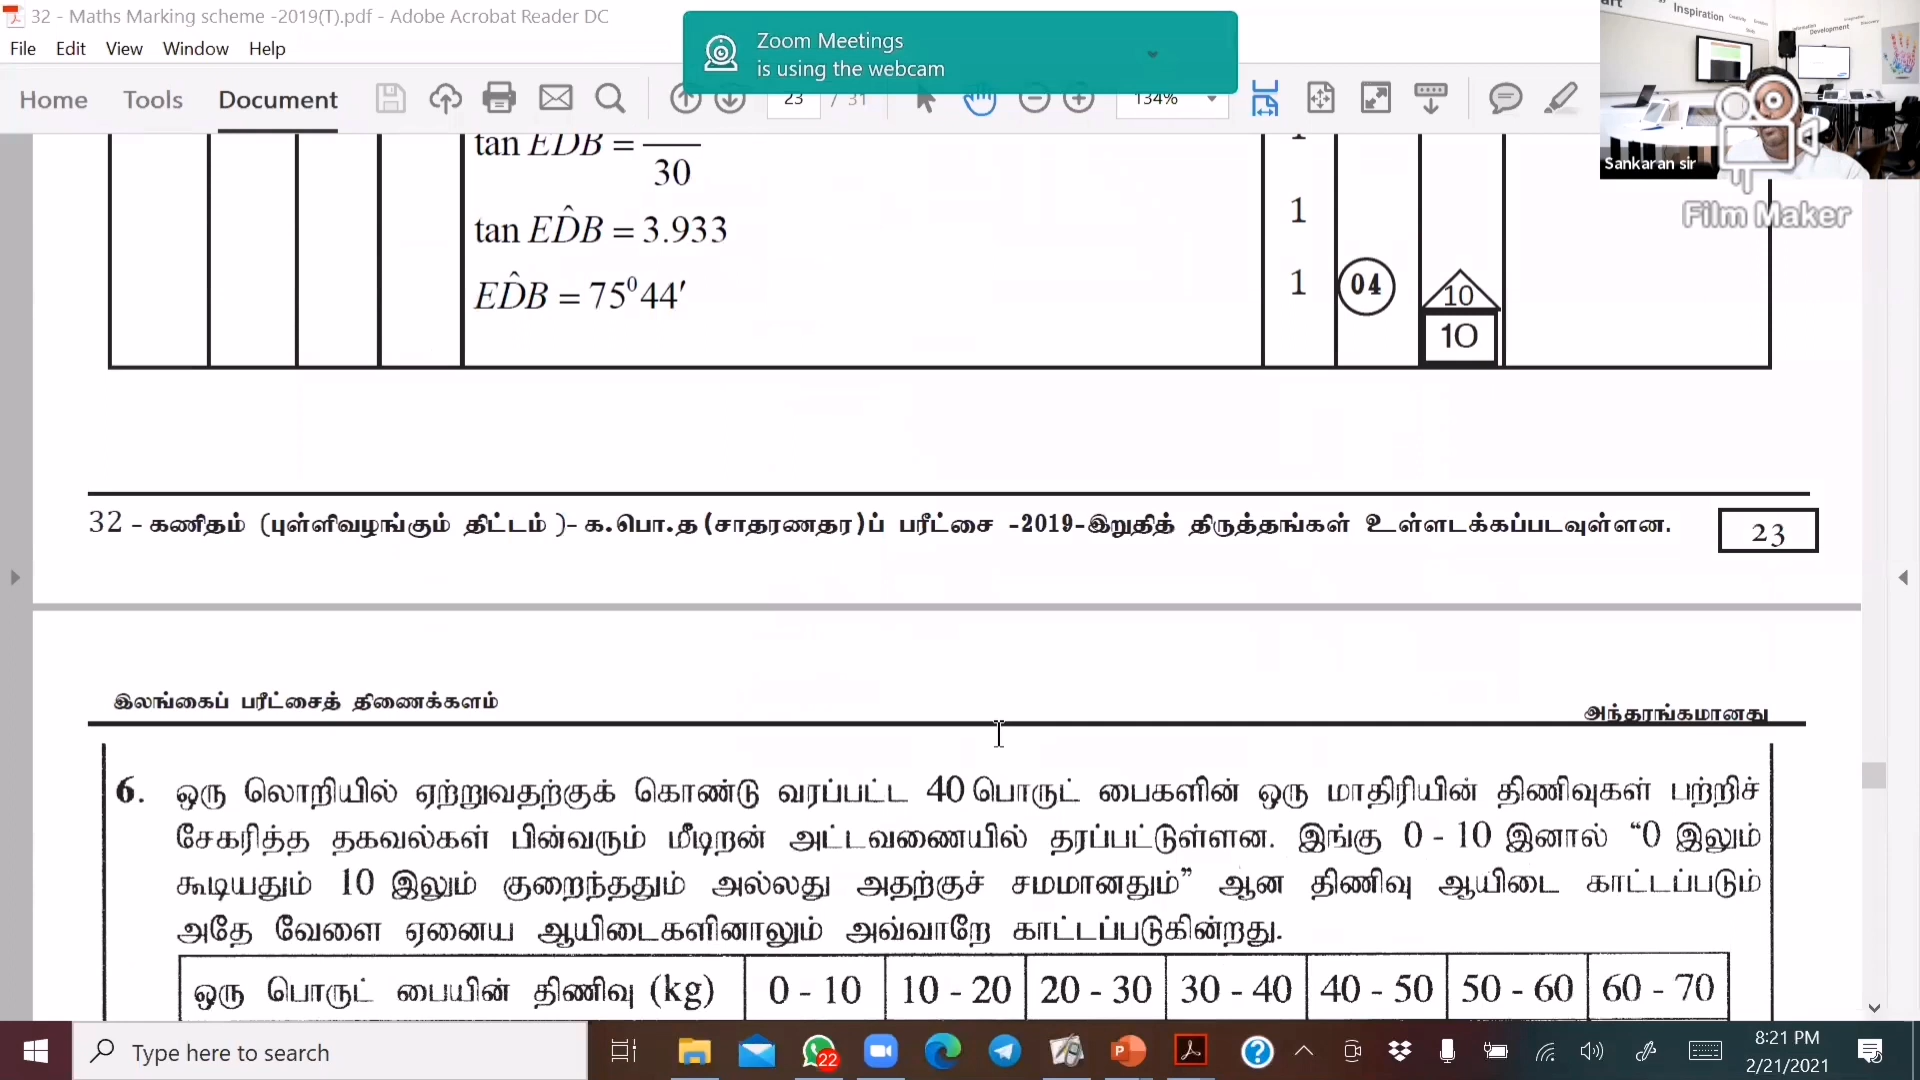 32 - Maths Marking scheme -2019(T).pdf - Adobe Acrobat Reader DC
File Edit View Window Help
Zoom Meetings
is using the webcam
Home Tools Document
23 / 31
134%
Inspiration
Development
Sankaran sir
Film Maker
tan EDB =
30
1
tan ED̂B = 3.933
1
ED̂B = 75⁰44′
1
04
10
10
32 - கணிதம் (புள்ளிவழங்கும் திட்டம் )- க.பொ.த (சாதாரணதர)ப் பரீட்சை -2019-இறுதித் திருத்தங்கள் உள்ளடக்கப்படவுள்ளன.
23
இலங்கைப் பரீட்சைத் திணைக்களம்
அந்தரங்கமானது
6. ஒரு லொறியில் ஏற்றுவதற்குக் கொண்டு வரப்பட்ட 40 பொருட் பைகளின் ஒரு மாதிரியின் திணிவுகள் பற்றிச்
சேகரித்த தகவல்கள் பின்வரும் மீடிறன் அட்டவணையில் தரப்பட்டுள்ளன. இங்கு 0 - 10 இனால் “0 இலும்
கூடியதும் 10 இலும் குறைந்ததும் அல்லது அதற்குச் சமமானதும்” ஆன திணிவு ஆயிடை காட்டப்படும்
அதே வேளை ஏனைய ஆயிடைகளினாலும் அவ்வாறே காட்டப்படுகின்றது.
ஒரு பொருட் பையின் திணிவு (kg) 0 - 10 10 - 20 20 - 30 30 - 40 40 - 50 50 - 60 60 - 70
Type here to search
22
8:21 PM
2/21/2021